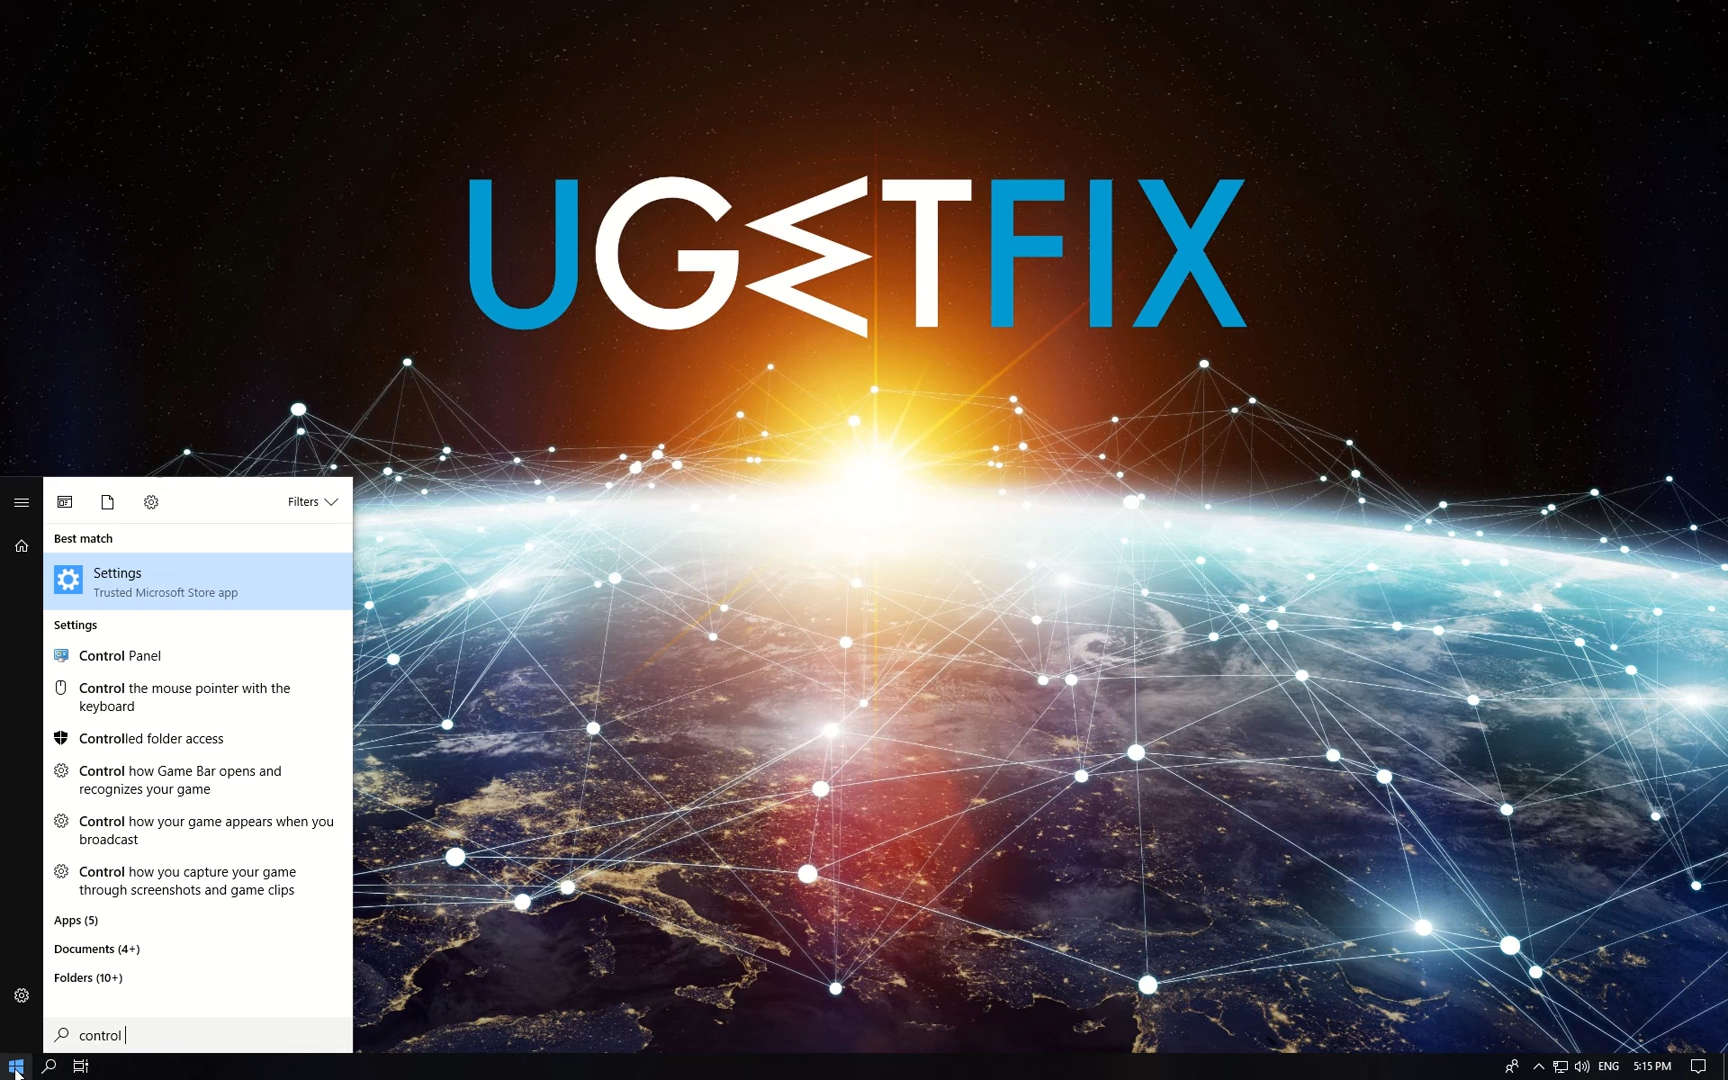 UGETFIX
Filters
Best match
Settings
Trusted Microsoft Store app
Settings
Control Panel
Control the mouse pointer with the
keyboard
Controlled folder access
Control how Game Bar opens and
recognizes your game
Control how your game appears when you
broadcast
Control how you capture your game
through screenshots and game clips
Apps (5)
Documents (4+)
Folders (10+)
control
ENG 5:15 PM